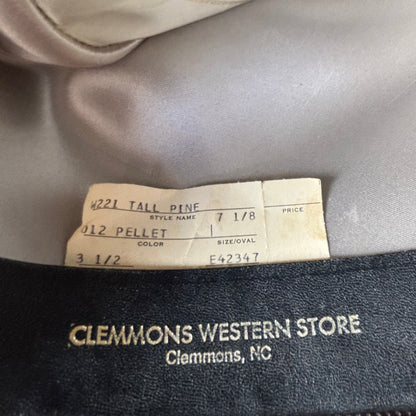 W221 TALL PINE
STYLE NAME 7 1/8 PRICE
012 PELLET
COLOR SIZE/OVAL
3 1/2 E42347
CLEMMONS WESTERN STORE
Clemmons, NC